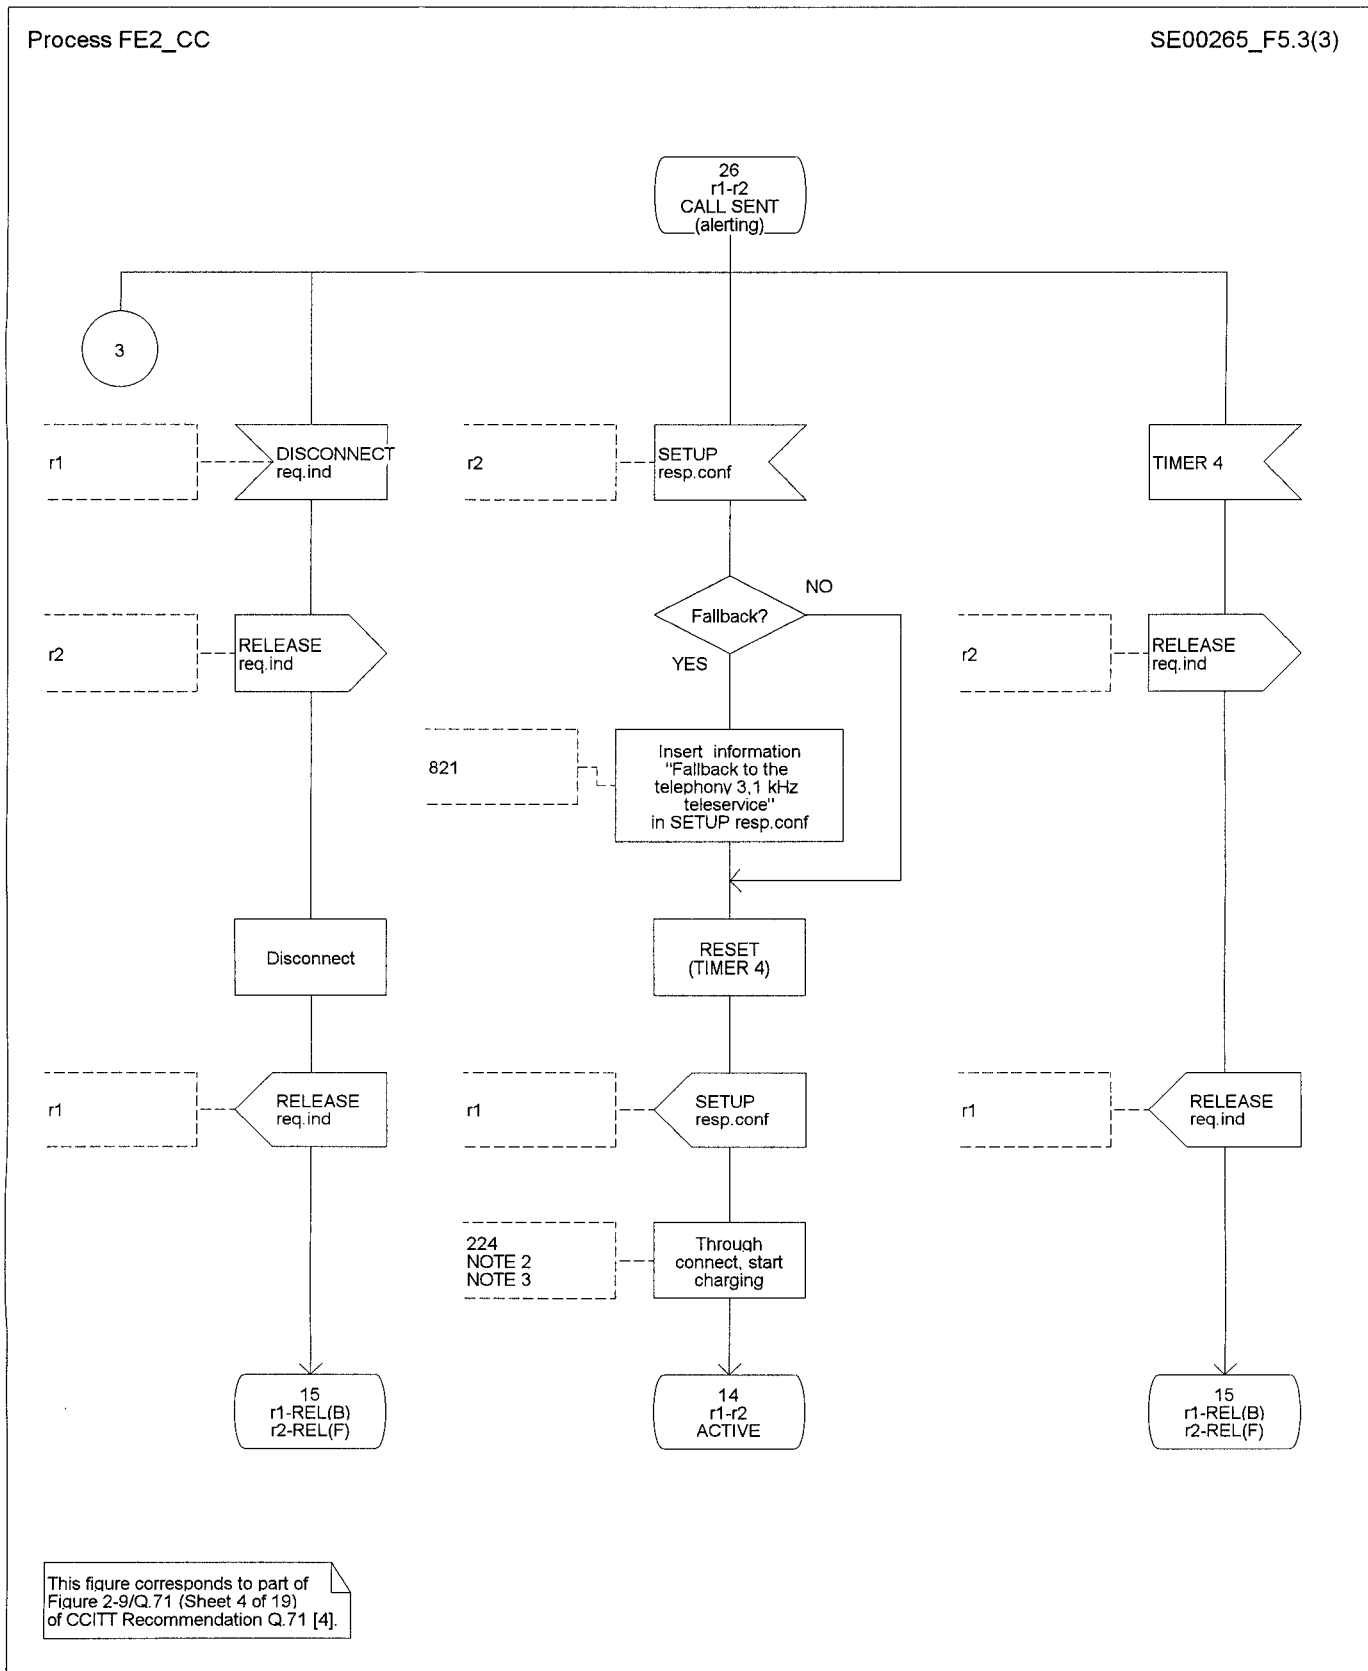 Process FE2_CC
SE00265_F5.3(3)
26
r1-r2
CALL SENT
(alerting)
3
r1
DISCONNECT
req.ind
r2
SETUP
resp.conf
TIMER 4
Fallback?
NO
YES
r2
RELEASE
req.ind
r2
RELEASE
req.ind
821
Insert information
"Fallback to the
telephony 3,1 kHz
teleservice"
in SETUP resp.conf
Disconnect
RESET
(TIMER 4)
r1
RELEASE
req.ind
r1
SETUP
resp.conf
r1
RELEASE
req.ind
224
NOTE 2
NOTE 3
Through
connect, start
charging
15
r1-REL(B)
r2-REL(F)
14
r1-r2
ACTIVE
15
r1-REL(B)
r2-REL(F)
This figure corresponds to part of
Figure 2-9/Q.71 (Sheet 4 of 19)
of CCITT Recommendation Q.71 [4].